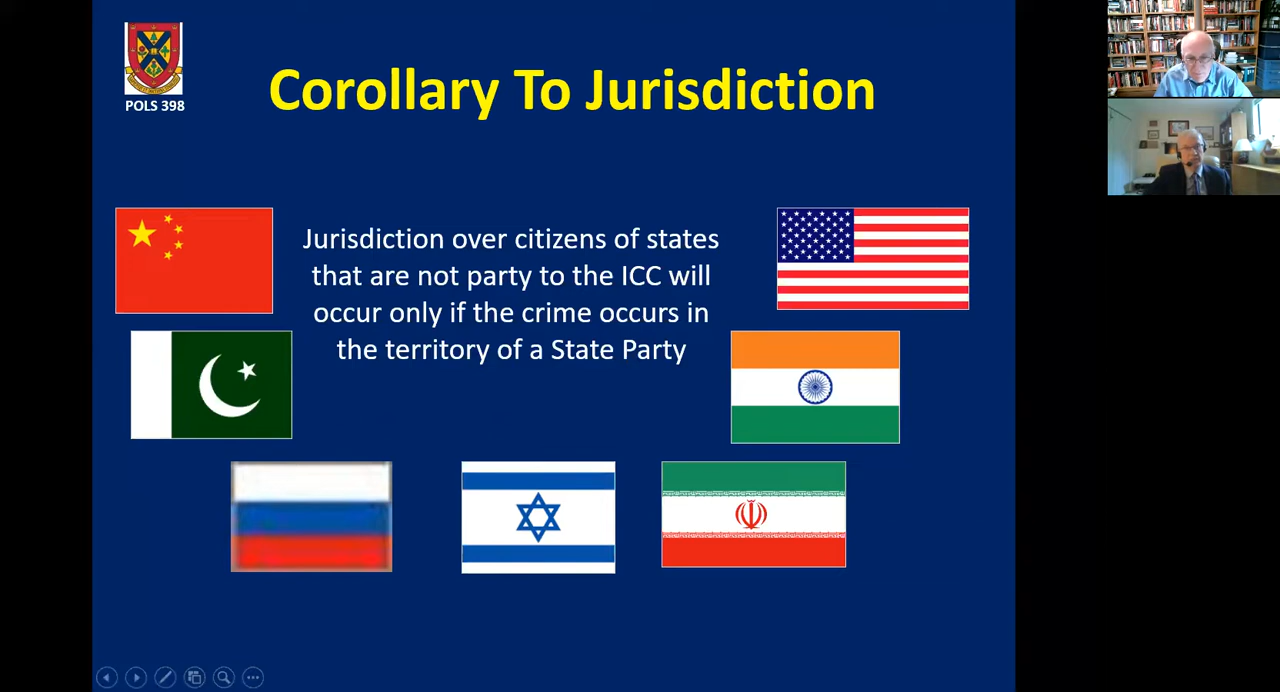 POLS 398
Corollary To Jurisdiction
Jurisdiction over citizens of states
that are not party to the ICC will
occur only if the crime occurs in
the territory of a State Party